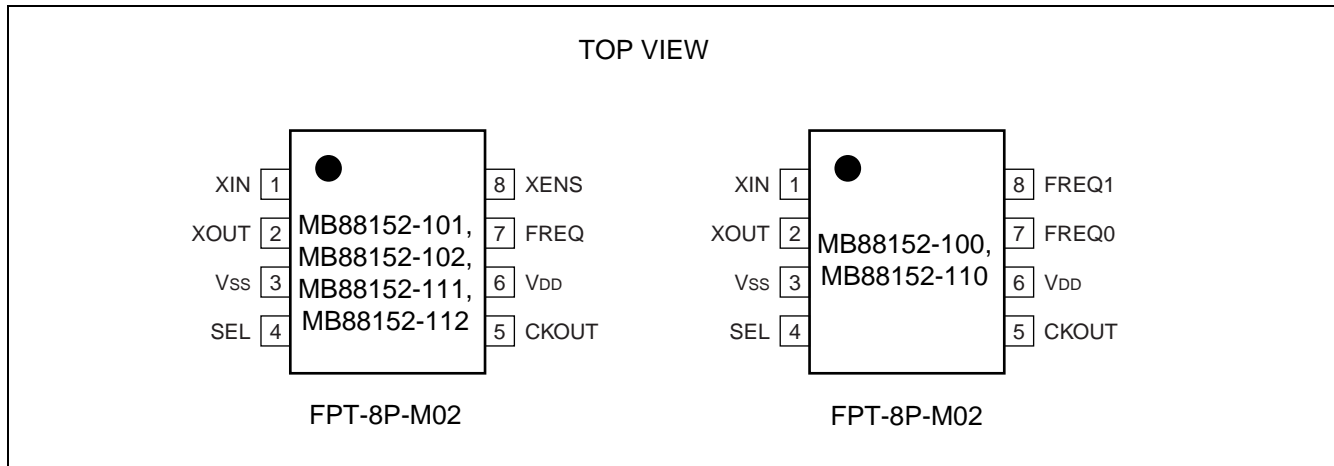 TOP VIEW
XIN 1
XOUT 2
Vss 3
SEL 4
MB88152-101,
MB88152-102,
MB88152-111,
MB88152-112
8 XENS
7 FREQ
6 VDD
5 CKOUT
FPT-8P-M02
XIN 1
XOUT 2
Vss 3
SEL 4
MB88152-100,
MB88152-110
8 FREQ1
7 FREQ0
6 VDD
5 CKOUT
FPT-8P-M02